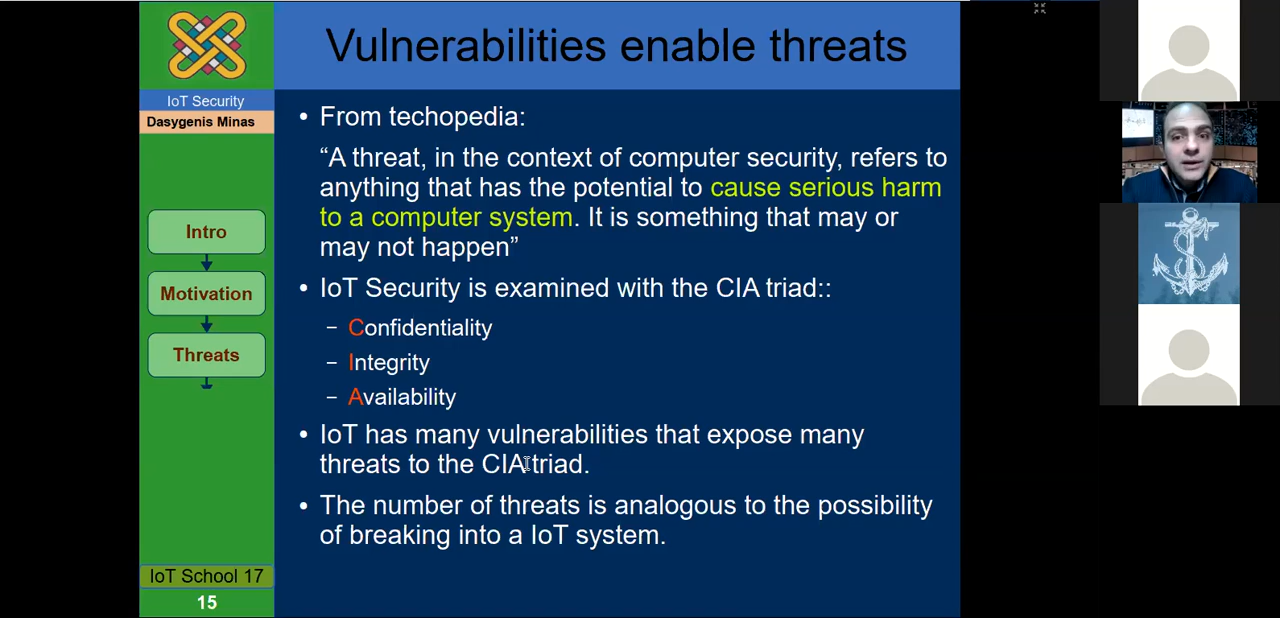 Vulnerabilities enable threats
IoT Security
Dasygenis Minas
Intro
Motivation
Threats
IoT School 17
15
• From techopedia:
“A threat, in the context of computer security, refers to
anything that has the potential to cause serious harm
to a computer system. It is something that may or
may not happen”
• IoT Security is examined with the CIA triad::
– Confidentiality
– Integrity
– Availability
• IoT has many vulnerabilities that expose many
threats to the CIA triad.
• The number of threats is analogous to the possibility
of breaking into a IoT system.